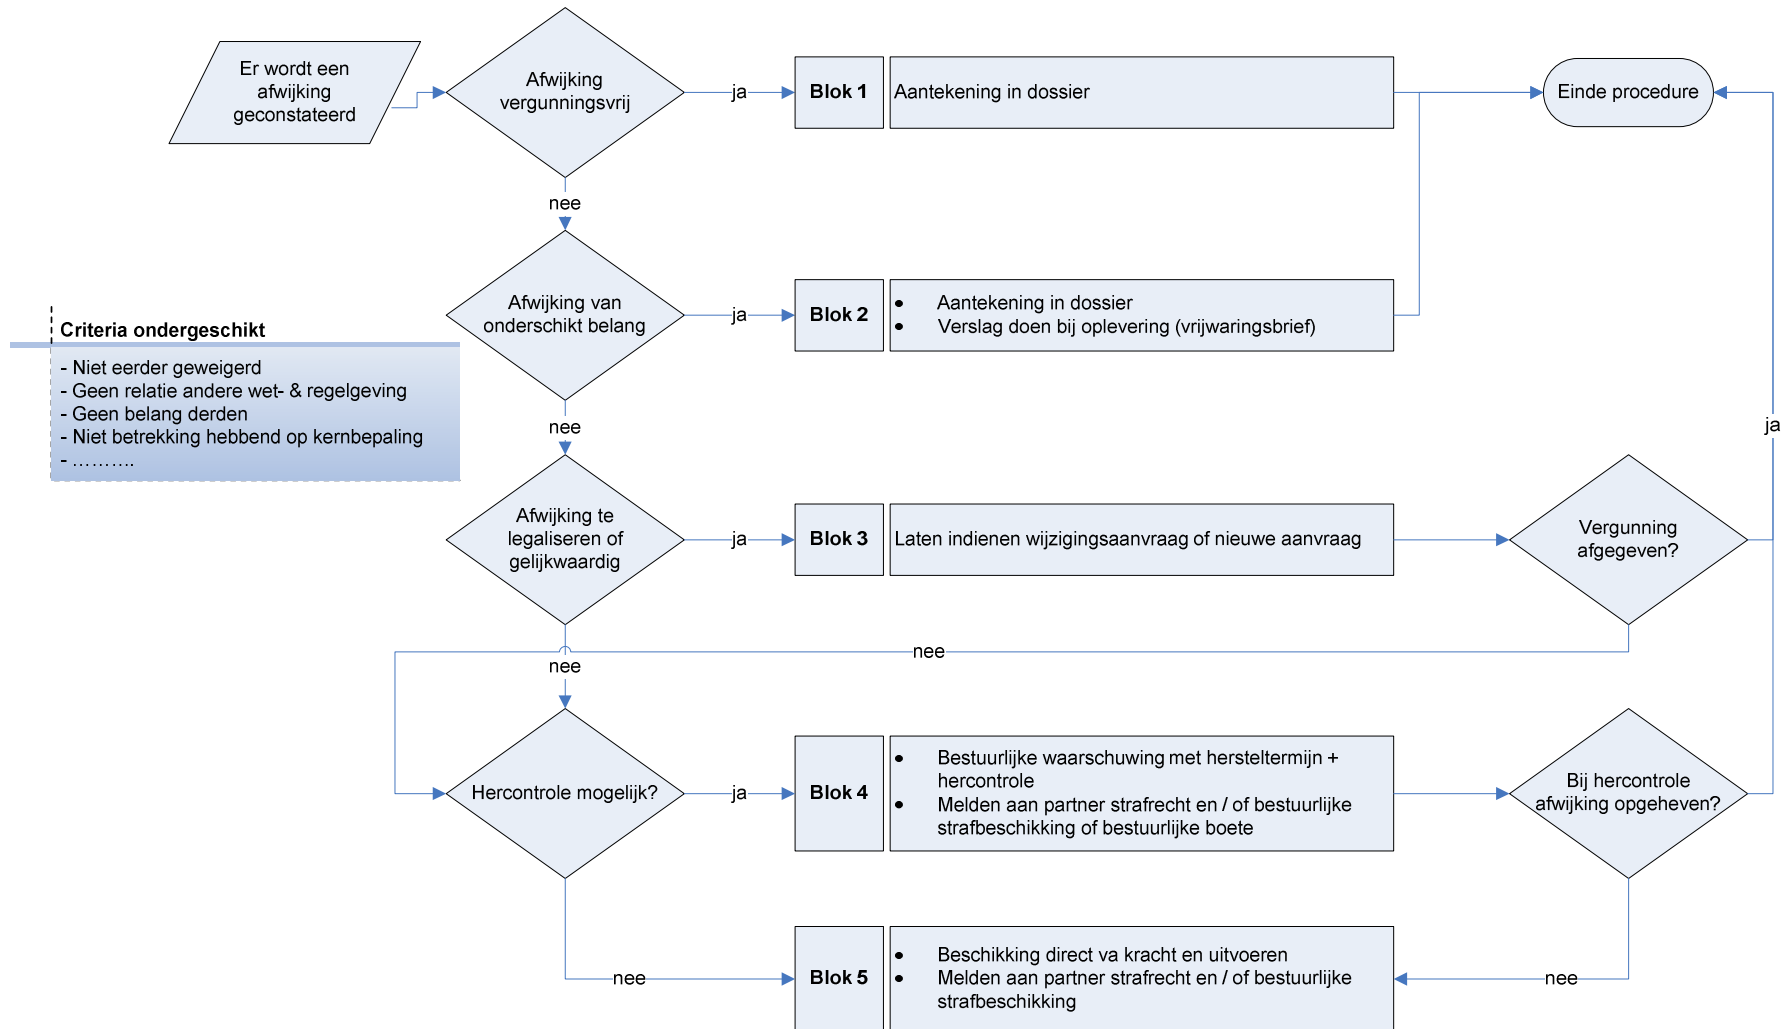 Er wordt een
afwijking
geconstateerd
Afwijking
vergunningsvrij
ja
Blok 1
Aantekening in dossier
Einde procedure
nee
Afwijking van
onderschikt belang
ja
Blok 2
• Aantekening in dossier
• Verslag doen bij oplevering (vrijwaringsbrief)
Criteria ondergeschikt
- Niet eerder geweigerd
- Geen relatie andere wet- & regelgeving
- Geen belang derden
- Niet betrekking hebbend op kernbepaling
- ……….
nee
ja
Afwijking te
legaliseren of
gelijkwaardig
ja
Blok 3
Laten indienen wijzigingsaanvraag of nieuwe aanvraag
Vergunning
afgegeven?
nee
nee
Hercontrole mogelijk?
ja
Blok 4
• Bestuurlijke waarschuwing met hersteltermijn +
hercontrole
• Melden aan partner strafrecht en / of bestuurlijke
strafbeschikking of bestuurlijke boete
Bij hercontrole
afwijking opgeheven?
nee
Blok 5
• Beschikking direct va kracht en uitvoeren
• Melden aan partner strafrecht en / of bestuurlijke
strafbeschikking
nee